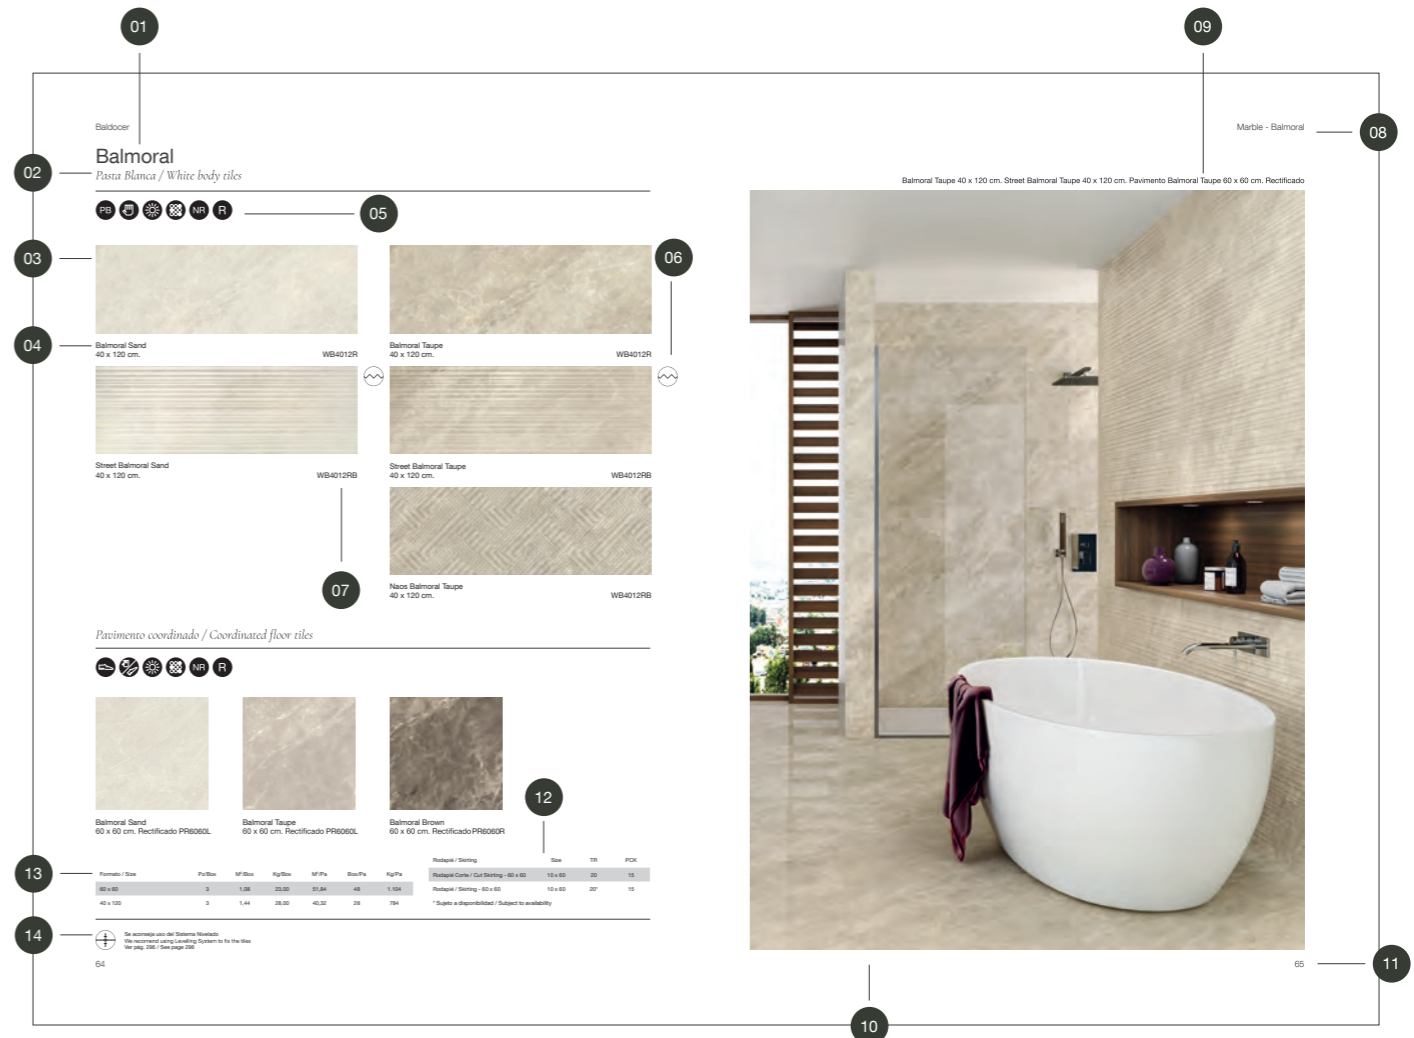 01
09
Baldocer
Marble - Balmoral
08
Balmoral
02
Pasta Blanca / White body tiles
Balmoral Taupe 40 x 120 cm. Street Balmoral Taupe 40 x 120 cm. Pavimento Balmoral Taupe 60 x 60 cm. Rectificado
PB NR R
05
03
06
04
Balmoral Sand
40 x 120 cm. WB4012R
Balmoral Taupe
40 x 120 cm. WB4012R
Street Balmoral Sand
40 x 120 cm. WB4012RB
Street Balmoral Taupe
40 x 120 cm. WB4012RB
07
Naos Balmoral Taupe
40 x 120 cm. WB4012RB
Pavimento coordinado / Coordinated floor tiles
NR R
12
Balmoral Sand
60 x 60 cm. Rectificado PR6060L
Balmoral Taupe
60 x 60 cm. Rectificado PR6060L
Balmoral Brown
60 x 60 cm. Rectificado PR6060R
13
Formato / Size Pz/Box M²/Box Kg/Box M²/Pa Box/Pa Kg/Pa
60 x 60 3 1,08 23,00 51,84 48 1.104
40 x 120 3 1,44 28,00 40,32 28 784
Rodapié / Skirting Size TR PCK
Rodapié Corte / Cut Skirting - 60 x 60 10 x 60 20 15
Rodapié / Skirting - 60 x 60 10 x 60 20* 15
* Sujeto a disponibilidad / Subject to availability
14
Se aconseja uso del Sistema Nivelado
We recomend using Levelling System to fix the tiles
Ver pág. 296 / See page 296
64
65
11
10